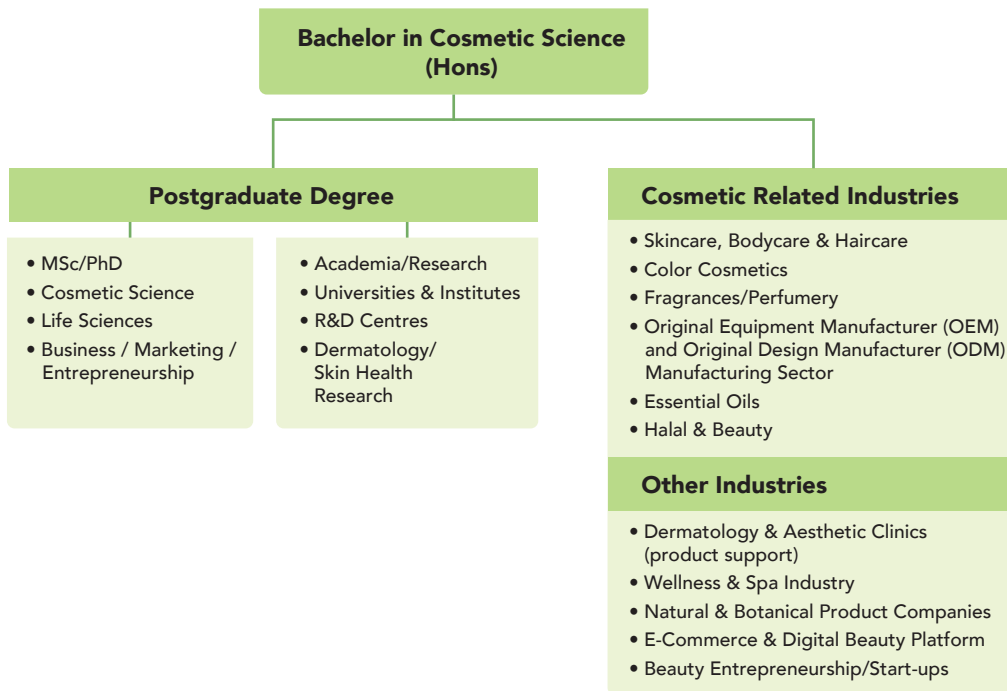 Bachelor in Cosmetic Science
(Hons)
Postgraduate Degree
• MSc/PhD
• Cosmetic Science
• Life Sciences
• Business / Marketing /
Entrepreneurship
• Academia/Research
• Universities & Institutes
• R&D Centres
• Dermatology/
Skin Health
Research
Cosmetic Related Industries
• Skincare, Bodycare & Haircare
• Color Cosmetics
• Fragrances/Perfumery
• Original Equipment Manufacturer (OEM)
and Original Design Manufacturer (ODM)
Manufacturing Sector
• Essential Oils
• Halal & Beauty
Other Industries
• Dermatology & Aesthetic Clinics
(product support)
• Wellness & Spa Industry
• Natural & Botanical Product Companies
• E-Commerce & Digital Beauty Platform
• Beauty Entrepreneurship/Start-ups